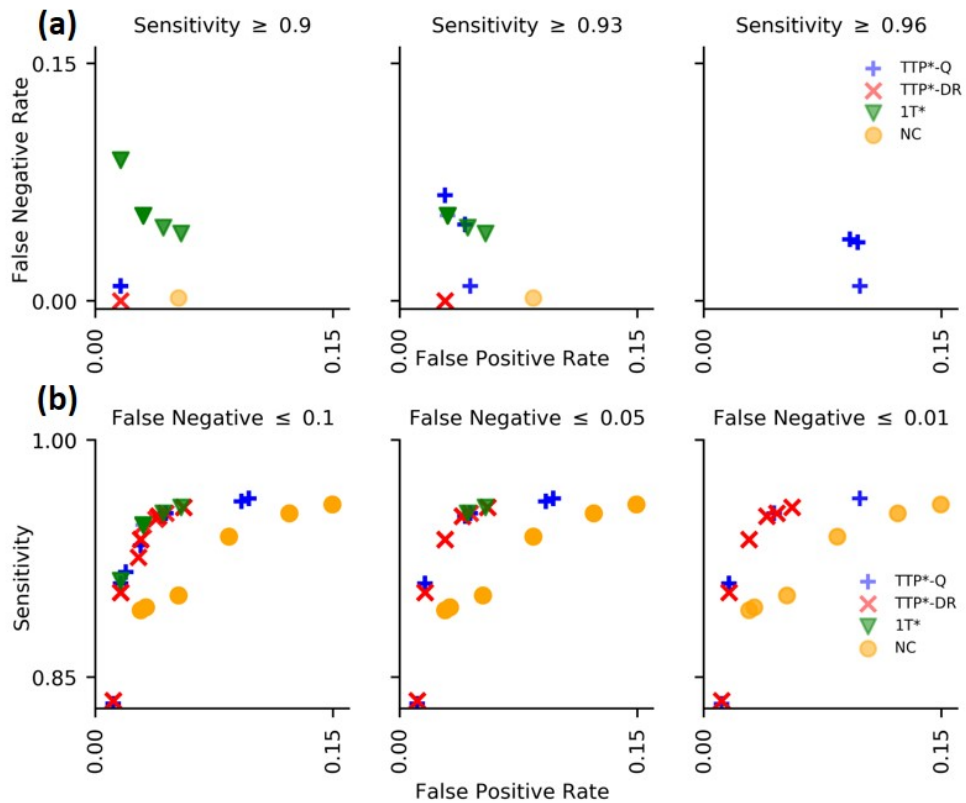 (a)
Sensitivity ≥ 0.9
Sensitivity ≥ 0.93
Sensitivity ≥ 0.96
False Negative Rate
0.15
0.00
TTP*-Q
TTP*-DR
1T*
NC
0.00
0.15
0.00
0.15
0.00
0.15
False Positive Rate
(b)
False Negative ≤ 0.1
False Negative ≤ 0.05
False Negative ≤ 0.01
Sensitivity
1.00
0.85
TTP*-Q
TTP*-DR
1T*
NC
0.00
0.15
0.00
0.15
0.00
0.15
False Positive Rate